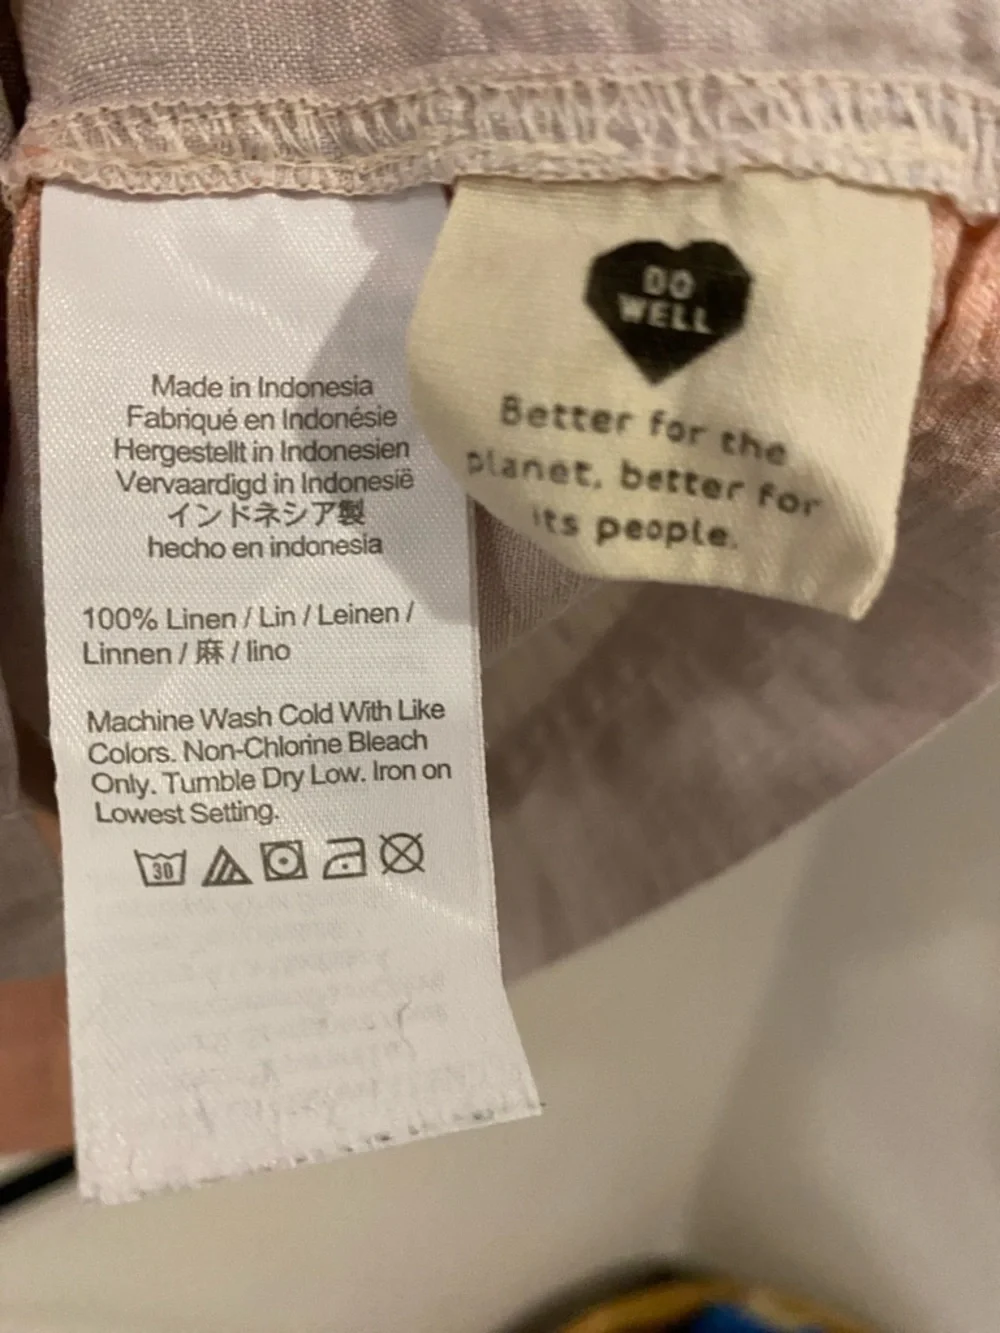 Made in Indonesia
Fabriqué en Indonésie
Hergestellt in Indonesien
Vervaardigd in Indonesië
インドネシア製
hecho en indonesia
100% Linen / Lin / Leinen /
Linnen / 麻 / lino
Machine Wash Cold With Like
Colors. Non-Chlorine Bleach
Only. Tumble Dry Low. Iron on
Lowest Setting.
30
DO
WELL
Better for the
planet, better for
its people.